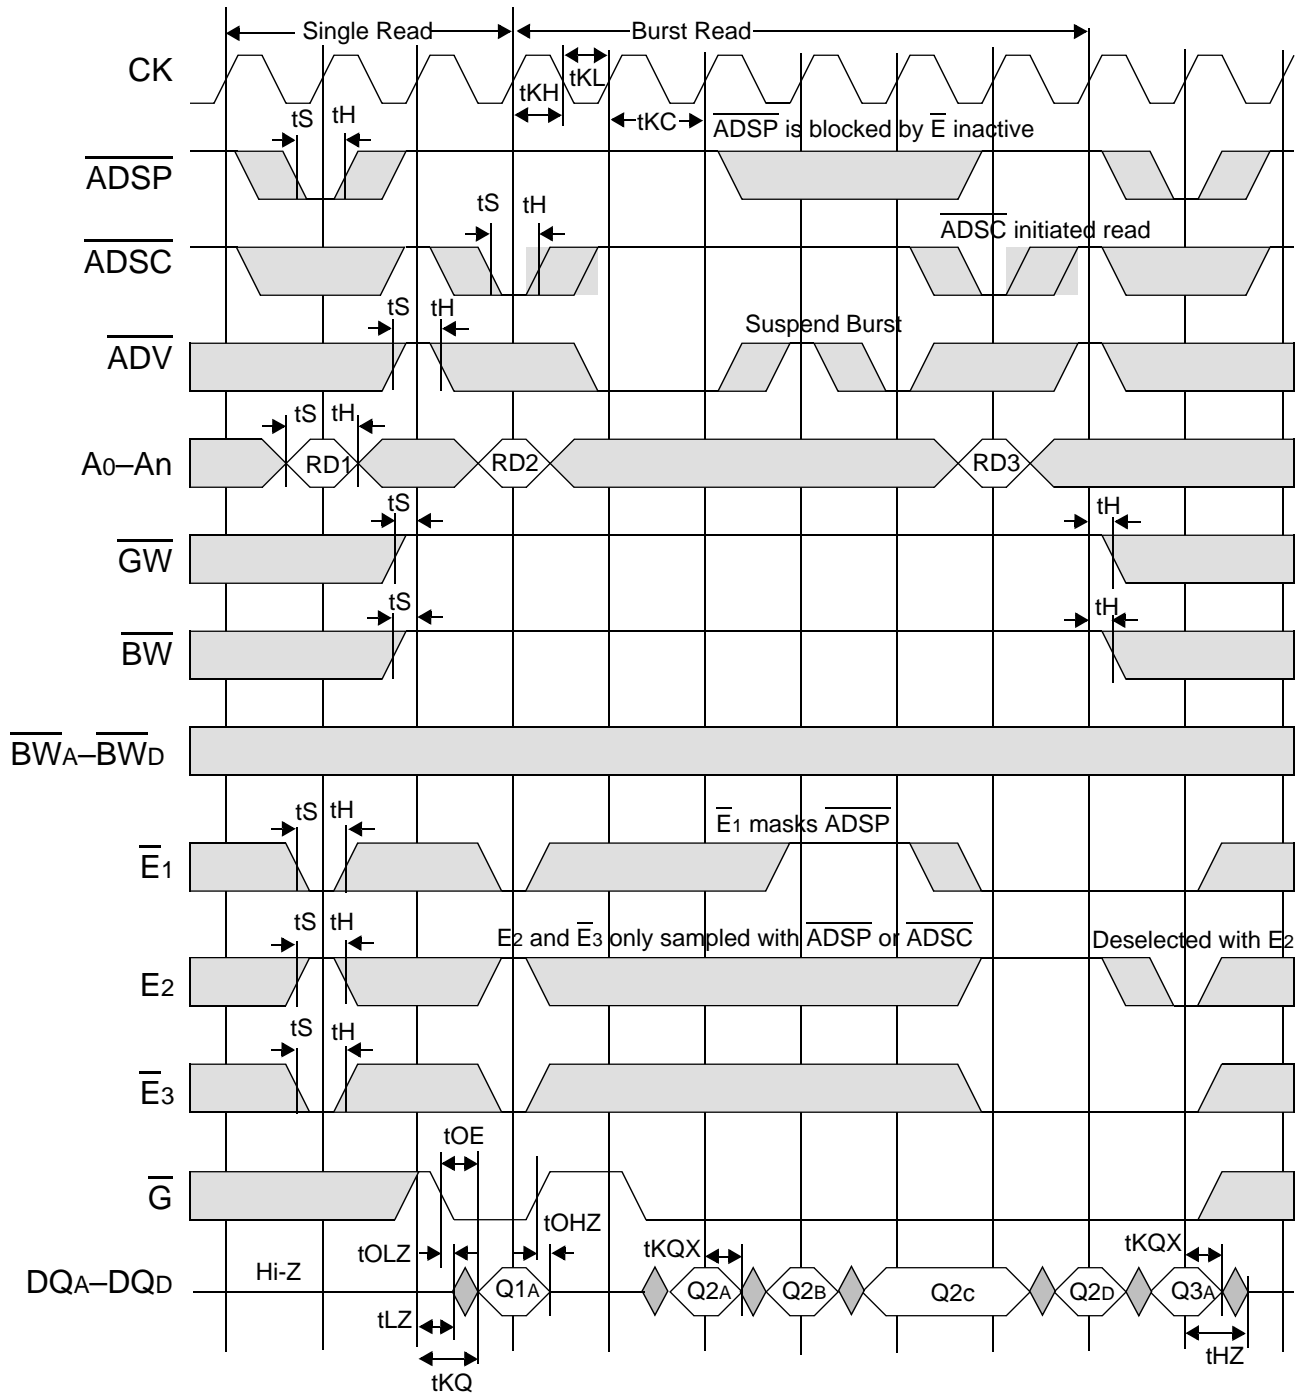 Single Read Burst Read
CK
tKL
tKH
tS tH tKC ADSP is blocked by E inactive
ADSP
tS tH
ADSC initiated read
ADSC
tS tH
Suspend Burst
ADV
tS tH
A0–An RD1 RD2 RD3
tS tH
GW
tS tH
BW
BWA–BWD
tS tH E1 masks ADSP
E1
tS tH E2 and E3 only sampled with ADSP or ADSC Deselected with E2
E2
tS tH
E3
tOE
G
tOHZ
tOLZ tKQX tKQX
DQA–DQD Hi-Z Q1A Q2A Q2B Q2c Q2D Q3A
tLZ
tHZ
tKQ